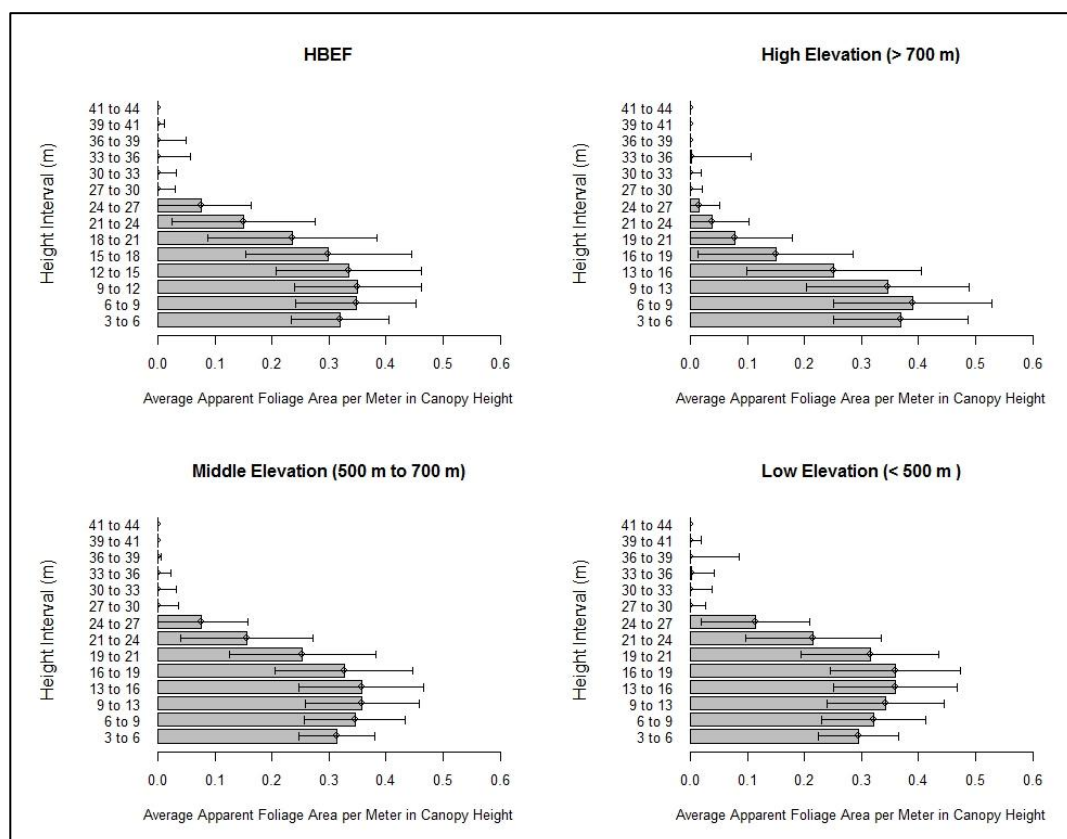 HBEF
Height Interval (m)
41 to 44
39 to 41
36 to 39
33 to 36
30 to 33
27 to 30
24 to 27
21 to 24
18 to 21
15 to 18
12 to 15
9 to 12
6 to 9
3 to 6
0.0 0.1 0.2 0.3 0.4 0.5 0.6
Average Apparent Foliage Area per Meter in Canopy Height
High Elevation (> 700 m)
Height Interval (m)
41 to 44
39 to 41
36 to 39
33 to 36
30 to 33
27 to 30
24 to 27
21 to 24
19 to 21
16 to 19
13 to 16
9 to 13
6 to 9
3 to 6
0.0 0.1 0.2 0.3 0.4 0.5 0.6
Average Apparent Foliage Area per Meter in Canopy Height
Middle Elevation (500 m to 700 m)
Height Interval (m)
41 to 44
39 to 41
36 to 39
33 to 36
30 to 33
27 to 30
24 to 27
21 to 24
19 to 21
16 to 19
13 to 16
9 to 13
6 to 9
3 to 6
0.0 0.1 0.2 0.3 0.4 0.5 0.6
Average Apparent Foliage Area per Meter in Canopy Height
Low Elevation (< 500 m )
Height Interval (m)
41 to 44
39 to 41
36 to 39
33 to 36
30 to 33
27 to 30
24 to 27
21 to 24
19 to 21
16 to 19
13 to 16
9 to 13
6 to 9
3 to 6
0.0 0.1 0.2 0.3 0.4 0.5 0.6
Average Apparent Foliage Area per Meter in Canopy Height